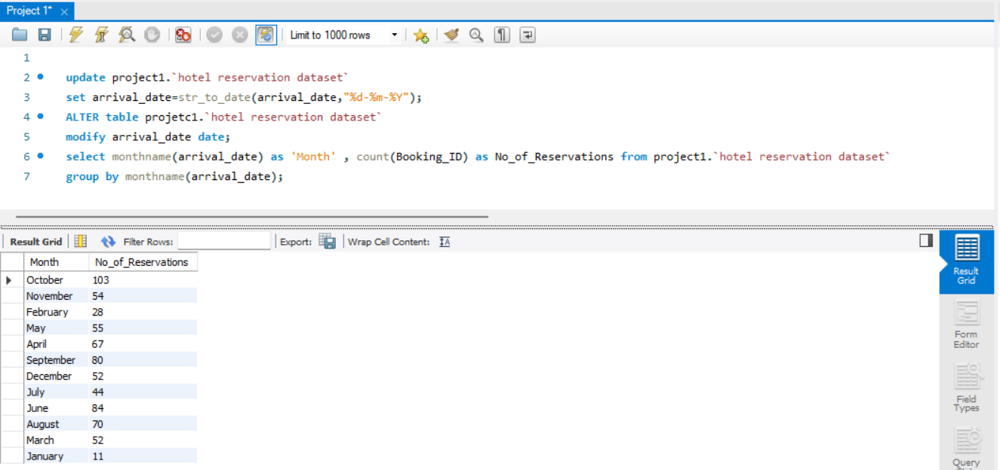 Project 1* ×
Limit to 1000 rows
1
2 update project1.`hotel reservation dataset`
3 set arrival_date=str_to_date(arrival_date,"%d-%m-%Y");
4 ALTER table projetc1.`hotel reservation dataset`
5 modify arrival_date date;
6 select monthname(arrival_date) as 'Month' , count(Booking_ID) as No_of_Reservations from project1.`hotel reservation dataset`
7 group by monthname(arrival_date);
Result Grid Filter Rows: Export: Wrap Cell Content:
Month No_of_Reservations
October 103
November 54
February 28
May 55
April 67
September 80
December 52
July 44
June 84
August 70
March 52
January 11
Result
Grid
Form
Editor
Field
Types
Query